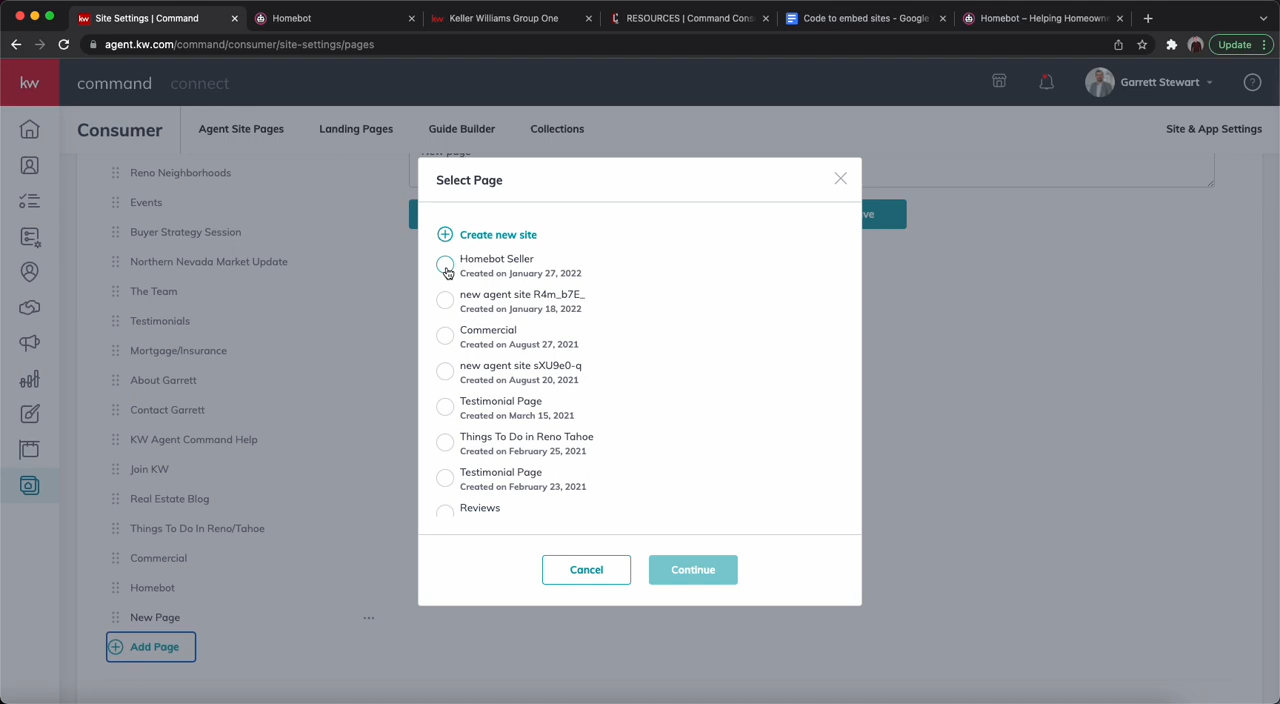 Site Settings | Command
Homebot
Keller Williams Group One
RESOURCES | Command Cons
Code to embed sites - Google
Homebot – Helping Homeowne
agent.kw.com/command/consumer/site-settings/pages
Update
kw
command
connect
Garrett Stewart
Consumer
Agent Site Pages
Landing Pages
Guide Builder
Collections
Site & App Settings
Reno Neighborhoods
Events
Buyer Strategy Session
Northern Nevada Market Update
The Team
Testimonials
Mortgage/Insurance
About Garrett
Contact Garrett
KW Agent Command Help
Join KW
Real Estate Blog
Things To Do In Reno/Tahoe
Commercial
Homebot
New Page
Add Page
New page
ve
Select Page
Create new site
Homebot Seller
Created on January 27, 2022
new agent site R4m_b7E_
Created on January 18, 2022
Commercial
Created on August 27, 2021
new agent site sXU9e0-q
Created on August 20, 2021
Testimonial Page
Created on March 15, 2021
Things To Do in Reno Tahoe
Created on February 25, 2021
Testimonial Page
Created on February 23, 2021
Reviews
Cancel
Continue